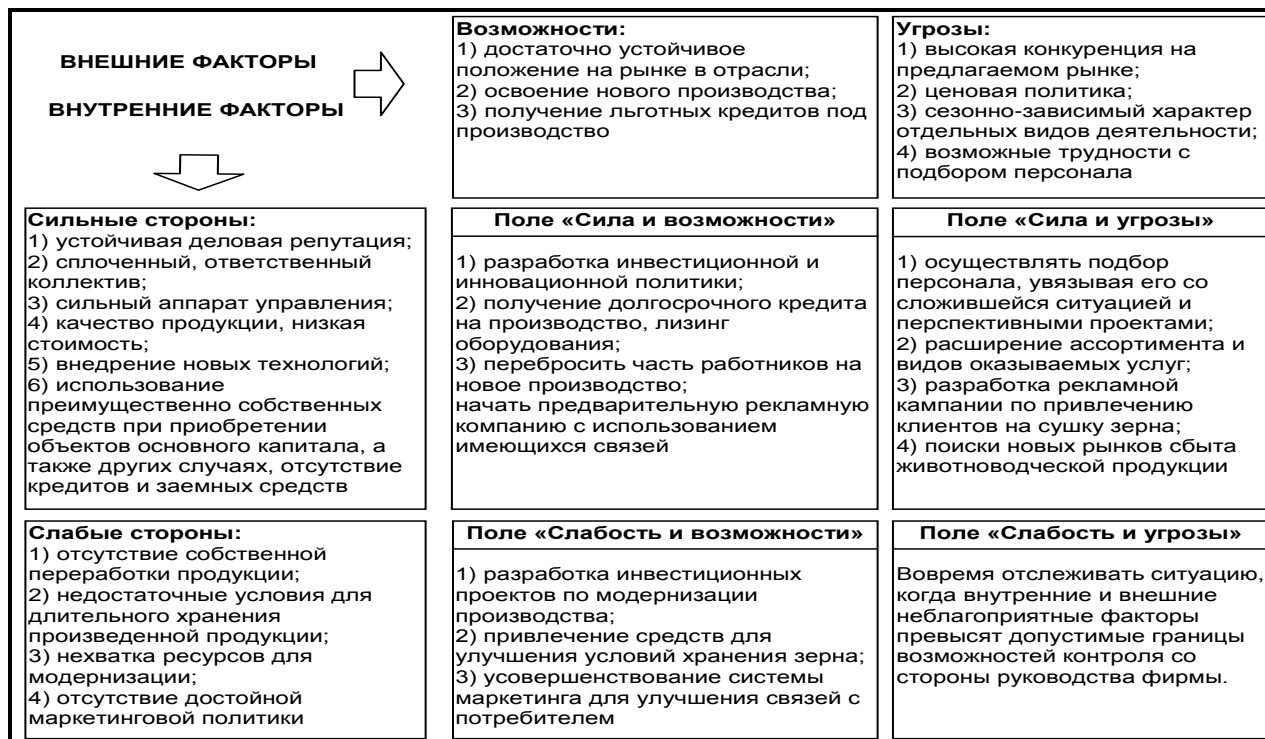 ВНЕШНИЕ ФАКТОРЫ
ВНУТРЕННИЕ ФАКТОРЫ
Возможности:
1) достаточно устойчивое
положение на рынке в отрасли;
2) освоение нового производства;
3) получение льготных кредитов под
производство
Угрозы:
1) высокая конкуренция на
предлагаемом рынке;
2) ценовая политика;
3) сезонно-зависимый характер
отдельных видов деятельности;
4) возможные трудности с
подбором персонала
Сильные стороны:
1) устойчивая деловая репутация;
2) сплоченный, ответственный
коллектив;
3) сильный аппарат управления;
4) качество продукции, низкая
стоимость;
5) внедрение новых технологий;
6) использование
преимущественно собственных
средств при приобретении
объектов основного капитала, а
также других случаях, отсутствие
кредитов и заемных средств
Поле «Сила и возможности»
1) разработка инвестиционной и
инновационной политики;
2) получение долгосрочного кредита
на производство, лизинг
оборудования;
3) перебросить часть работников на
новое производство;
начать предварительную рекламную
компанию с использованием
имеющихся связей
Поле «Сила и угрозы»
1) осуществлять подбор
персонала, увязывая его со
сложившейся ситуацией и
перспективными проектами;
2) расширение ассортимента и
видов оказываемых услуг;
3) разработка рекламной
кампании по привлечению
клиентов на сушку зерна;
4) поиски новых рынков сбыта
животноводческой продукции
Слабые стороны:
1) отсутствие собственной
переработки продукции;
2) недостаточные условия для
длительного хранения
произведенной продукции;
3) нехватка ресурсов для
модернизации;
4) отсутствие достойной
маркетинговой политики
Поле «Слабость и возможности»
1) разработка инвестиционных
проектов по модернизации
производства;
2) привлечение средств для
улучшения условий хранения зерна;
3) усовершенствование системы
маркетинга для улучшения связей с
потребителем
Поле «Слабость и угрозы»
Вовремя отслеживать ситуацию,
когда внутренние и внешние
неблагоприятные факторы
превысят допустимые границы
возможностей контроля со
стороны руководства фирмы.